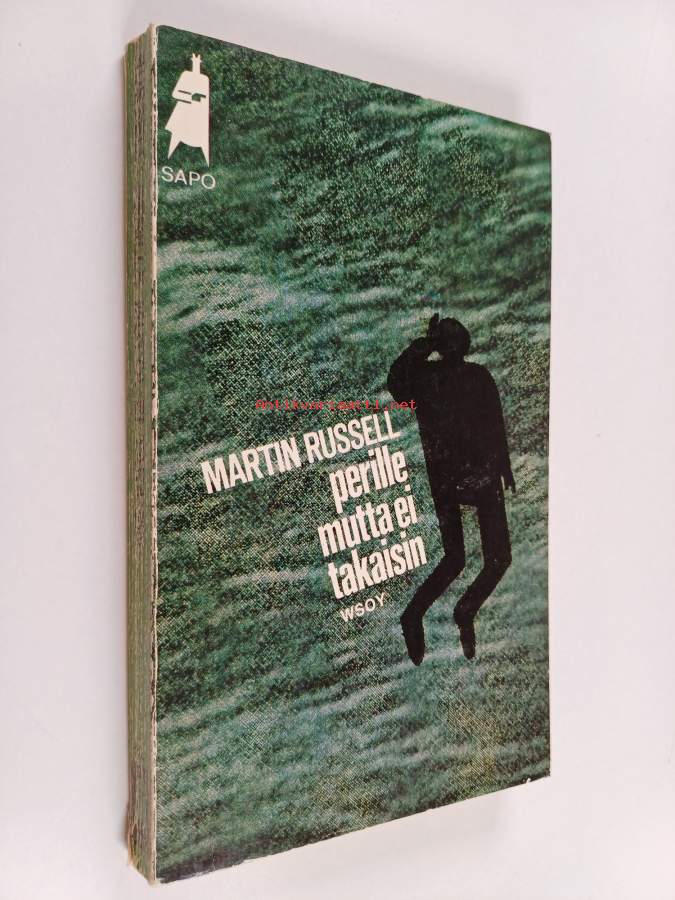 SAPO
Antikvariaatti.net
MARTIN RUSSELL
perille
mutta ei
takaisin
WSOY